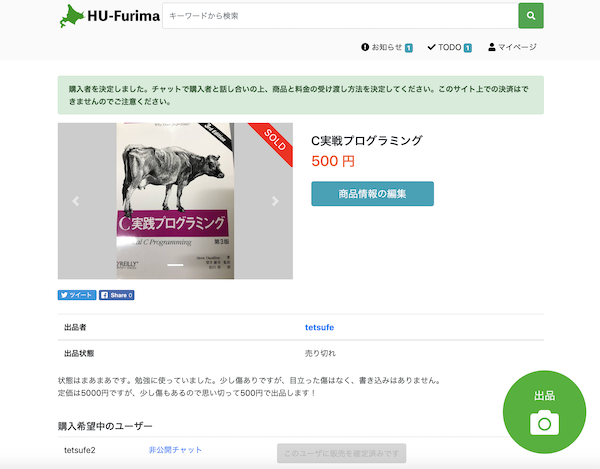 HU-Furima
キーワードから検索
お知らせ 1
TODO 1
マイページ
購入者を決定しました。チャットで購入者と話し合いの上、商品と料金の受け渡し方法を決定してください。このサイト上での決済はで
きませんのでご注意ください。
3rd Edition
SOLD
C実践プログラミング
C Programming
第3版
O'REILLY
C実戦プログラミング
500 円
商品情報の編集
ツイート
Share 0
出品者 tetsufe
出品状態 売り切れ
状態はまあまあです。勉強に使っていました。少し傷ありですが、目立った傷はなく、書き込みはありません。
定価は5000円ですが、少し傷もあるので思い切って500円で出品します！
出品
購入希望中のユーザー
tetsufe2 非公開チャット このユーザに販売を確定済みです